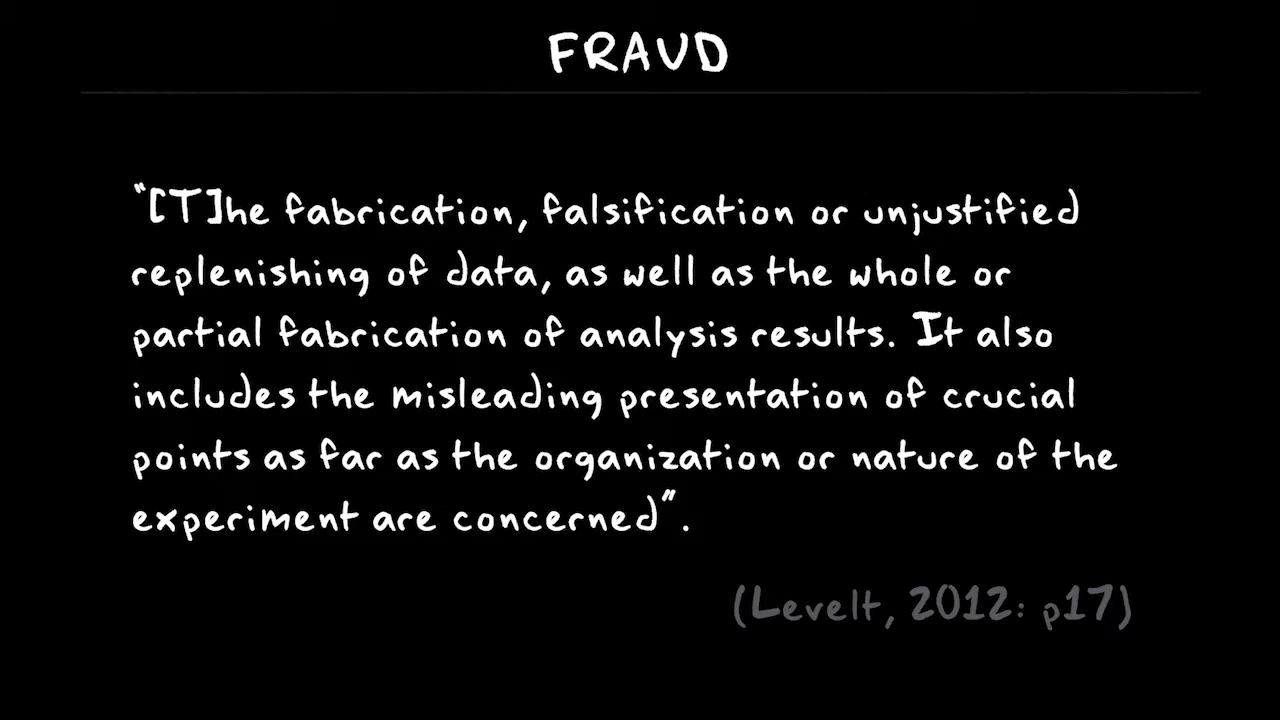 FRAUD
"[T]he fabrication, falsification or unjustified
replenishing of data, as well as the whole or
partial fabrication of analysis results. It also
includes the misleading presentation of crucial
points as far as the organization or nature of the
experiment are concerned".
(Levelt, 2012: p17)